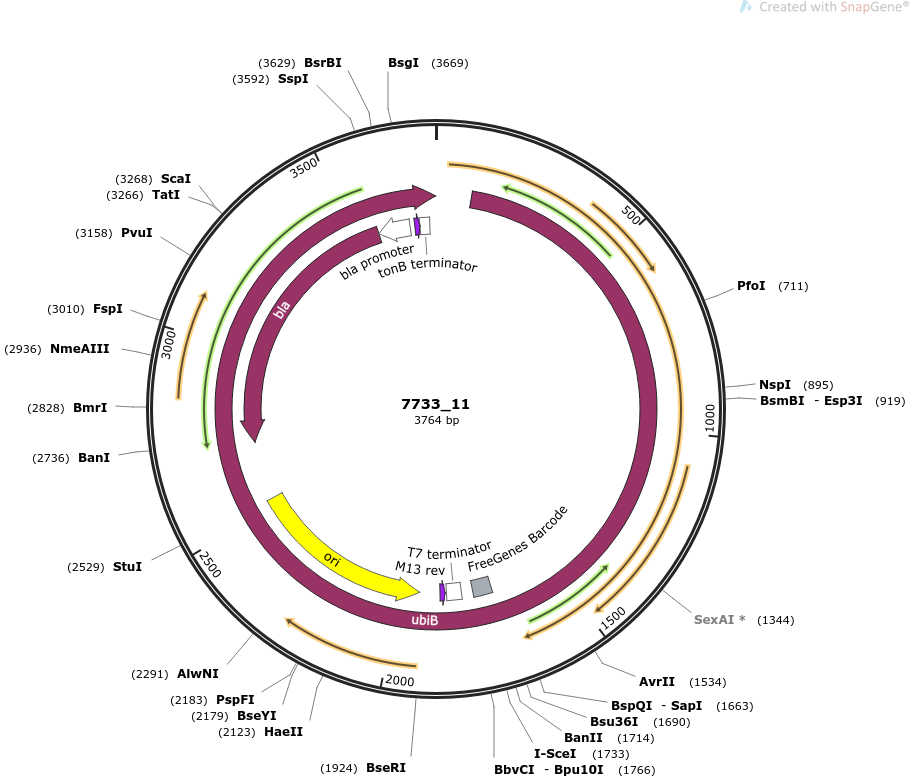 Created with SnapGene®
(3629) BsrBI
BsgI (3669)
(3592) SspI
3500
500
(3268) ScaI
(3266) TatI
(3158) PvuI
(3010) FspI
3000
(2936) NmeAIII
(2828) BmrI
(2736) BanI
2500
(2529) StuI
(2291) AlwNI
(2183) PspFI
(2179) BseYI
(2123) HaeII
(1924) BseRI
2000
bla promoter
tonB terminator
bla
7733_11
3764 bp
PfoI (711)
NspI (895)
BsmBI - Esp3I (919)
1000
T7 terminator
M13 rev
FreeGenes Barcode
ori
ubiB
SexAI * (1344)
1500
AvrII (1534)
BspQI - SapI (1663)
Bsu36I (1690)
BanII (1714)
I-SceI (1733)
BbvCI - Bpu10I (1766)